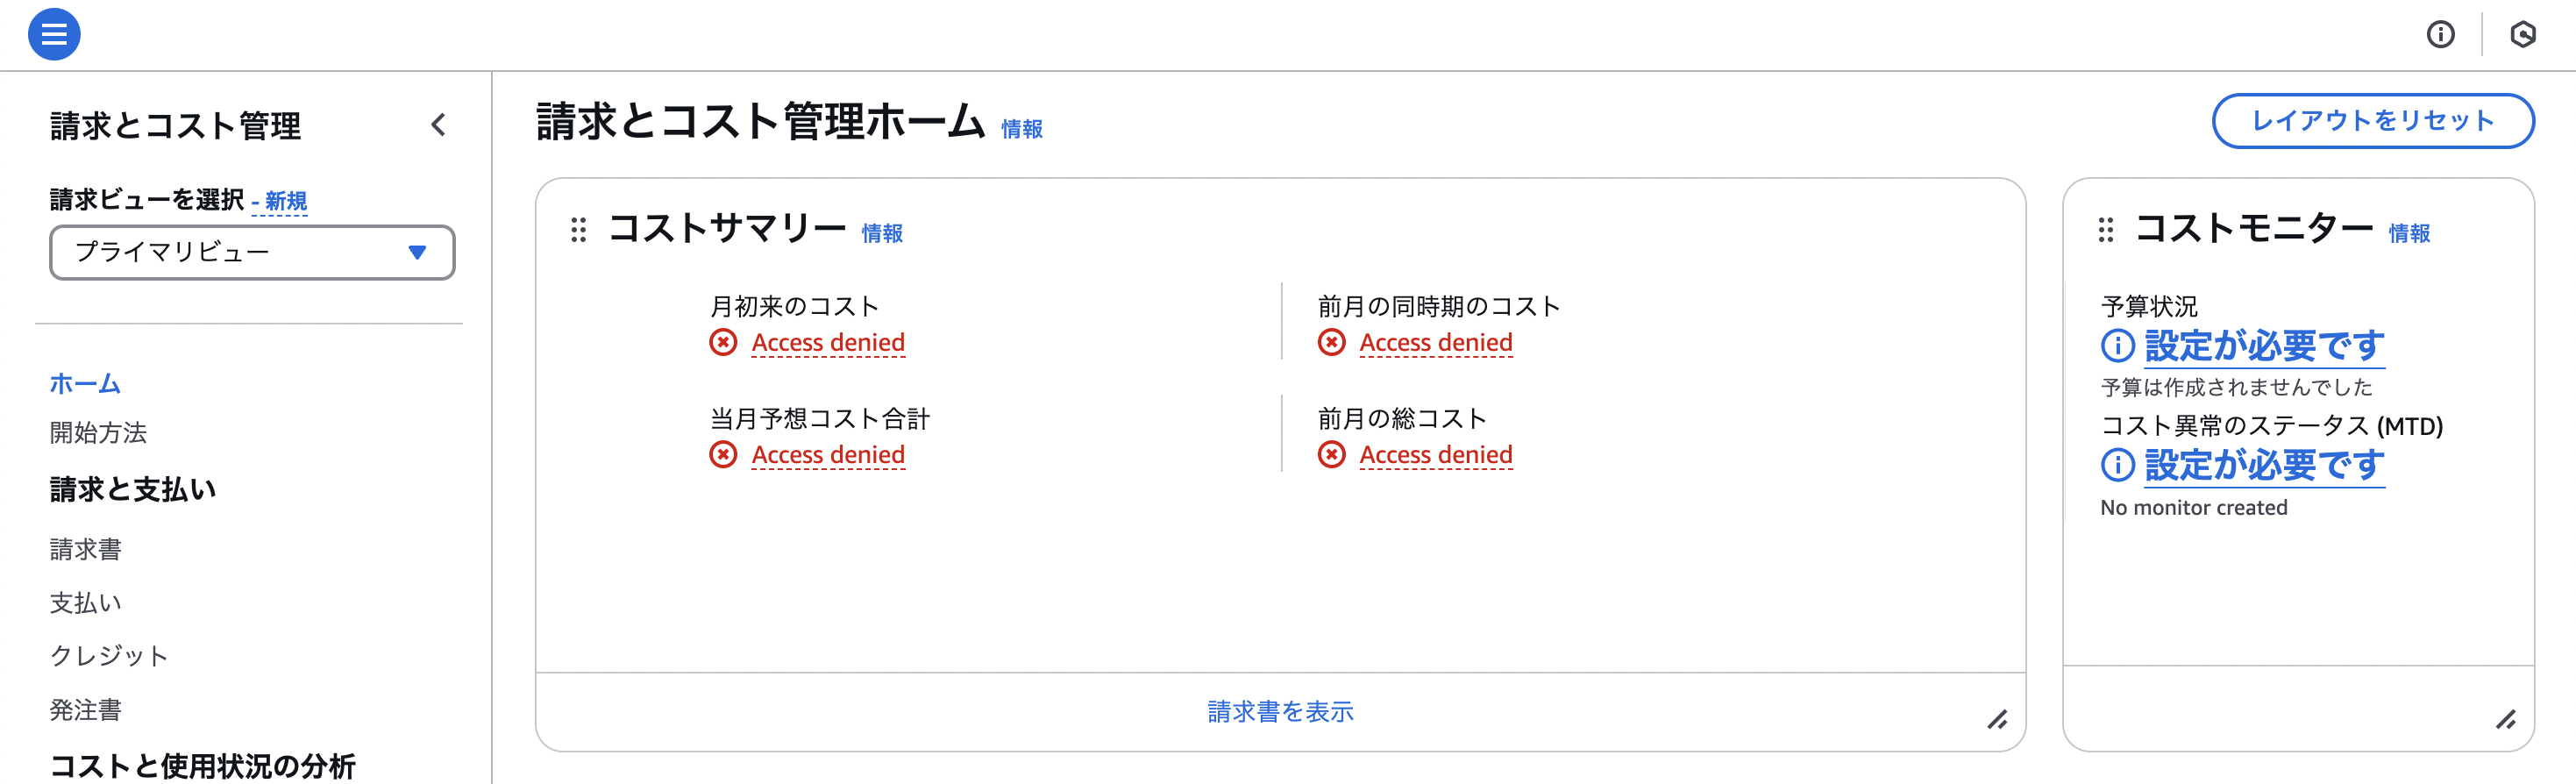 請求とコスト管理
請求ビューを選択 - 新規
プライマリビュー
ホーム
開始方法
請求と支払い
請求書
支払い
クレジット
発注書
コストと使用状況の分析
請求とコスト管理ホーム 情報
レイアウトをリセット
コストサマリー 情報
月初来のコスト
Access denied
前月の同時期のコスト
Access denied
当月予想コスト合計
Access denied
前月の総コスト
Access denied
請求書を表示
コストモニター 情報
予算状況
設定が必要です
予算は作成されませんでした
コスト異常のステータス (MTD)
設定が必要です
No monitor created